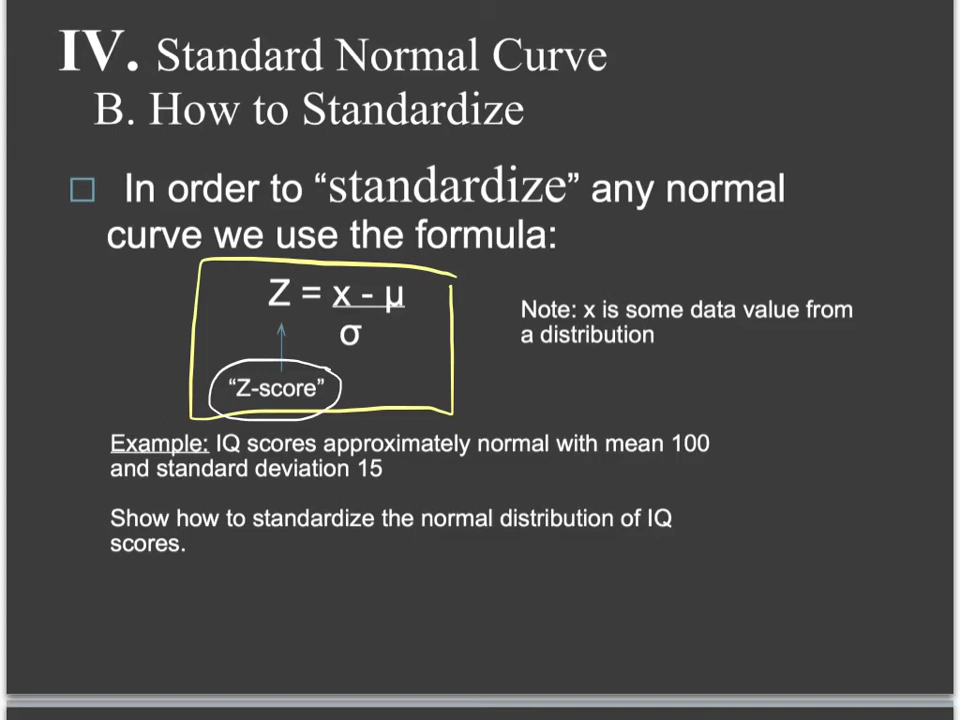 IV. Standard Normal Curve
B. How to Standardize
In order to “standardize” any normal
curve we use the formula:
Z = x - µ
σ
“Z-score”
Note: x is some data value from
a distribution
Example: IQ scores approximately normal with mean 100
and standard deviation 15
Show how to standardize the normal distribution of IQ
scores.